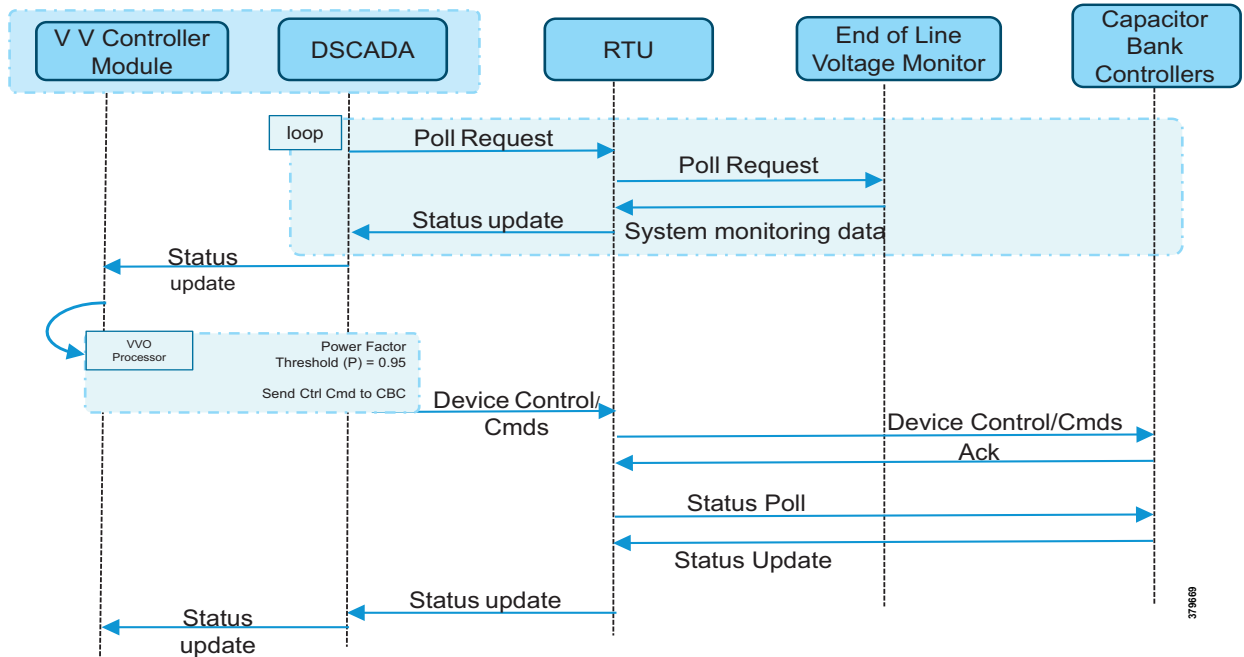 V V Controller
Module
DSCADA
RTU
End of Line
Voltage Monitor
Capacitor
Bank
Controllers
loop
Poll Request
Poll Request
Status update
System monitoring data
Status
update
VVO
Processor
Power Factor
Threshold (P) = 0.95
Send Ctrl Cmd to CBC
Device Control/
Cmds
Device Control/Cmds
Ack
Status Poll
Status Update
Status update
Status
update
379669